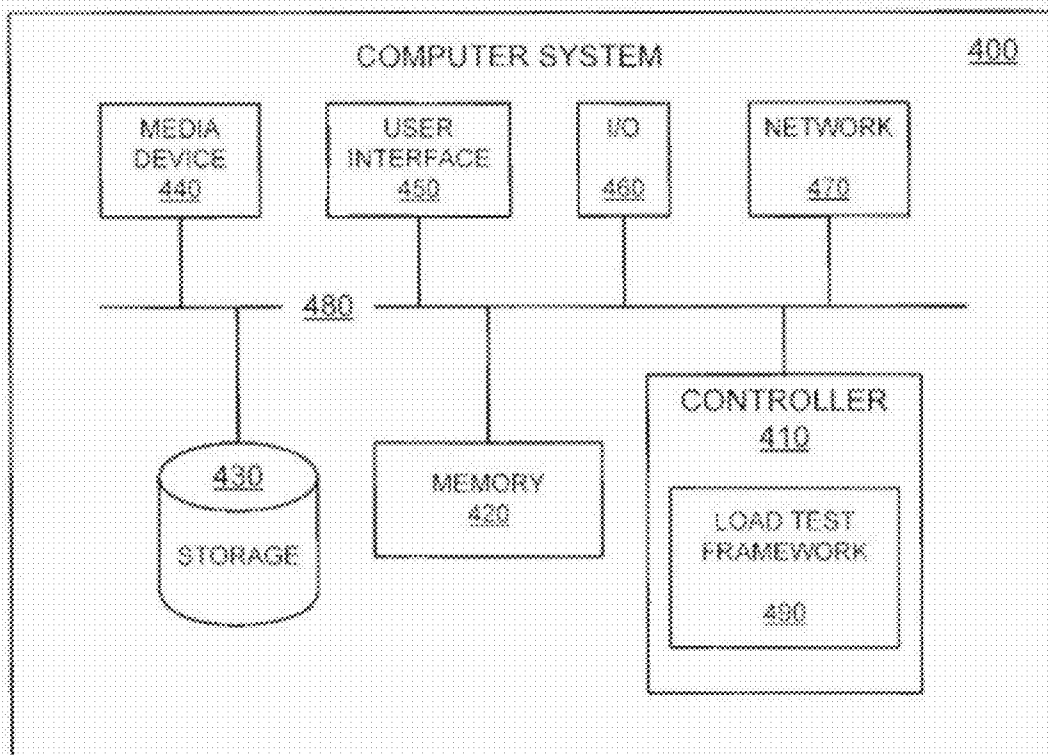 COMPUTER SYSTEM
400
MEDIA
DEVICE
440
USER
INTERFACE
450
I/O
460
NETWORK
470
480
430
STORAGE
MEMORY
420
CONTROLLER
410
LOAD TEST
FRAMEWORK
490